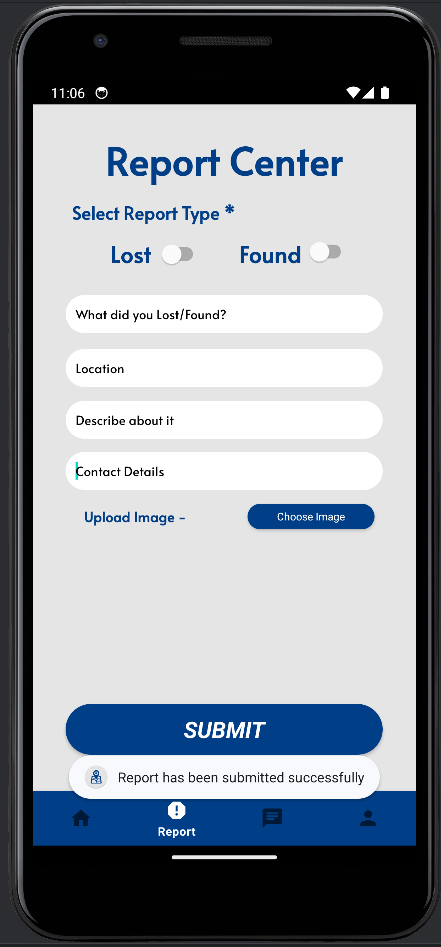 11:06
Report Center
Select Report Type *
Lost Found
What did you Lost/Found?
Location
Describe about it
Contact Details
Upload Image - Choose Image
SUBMIT
Report has been submitted successfully
Report